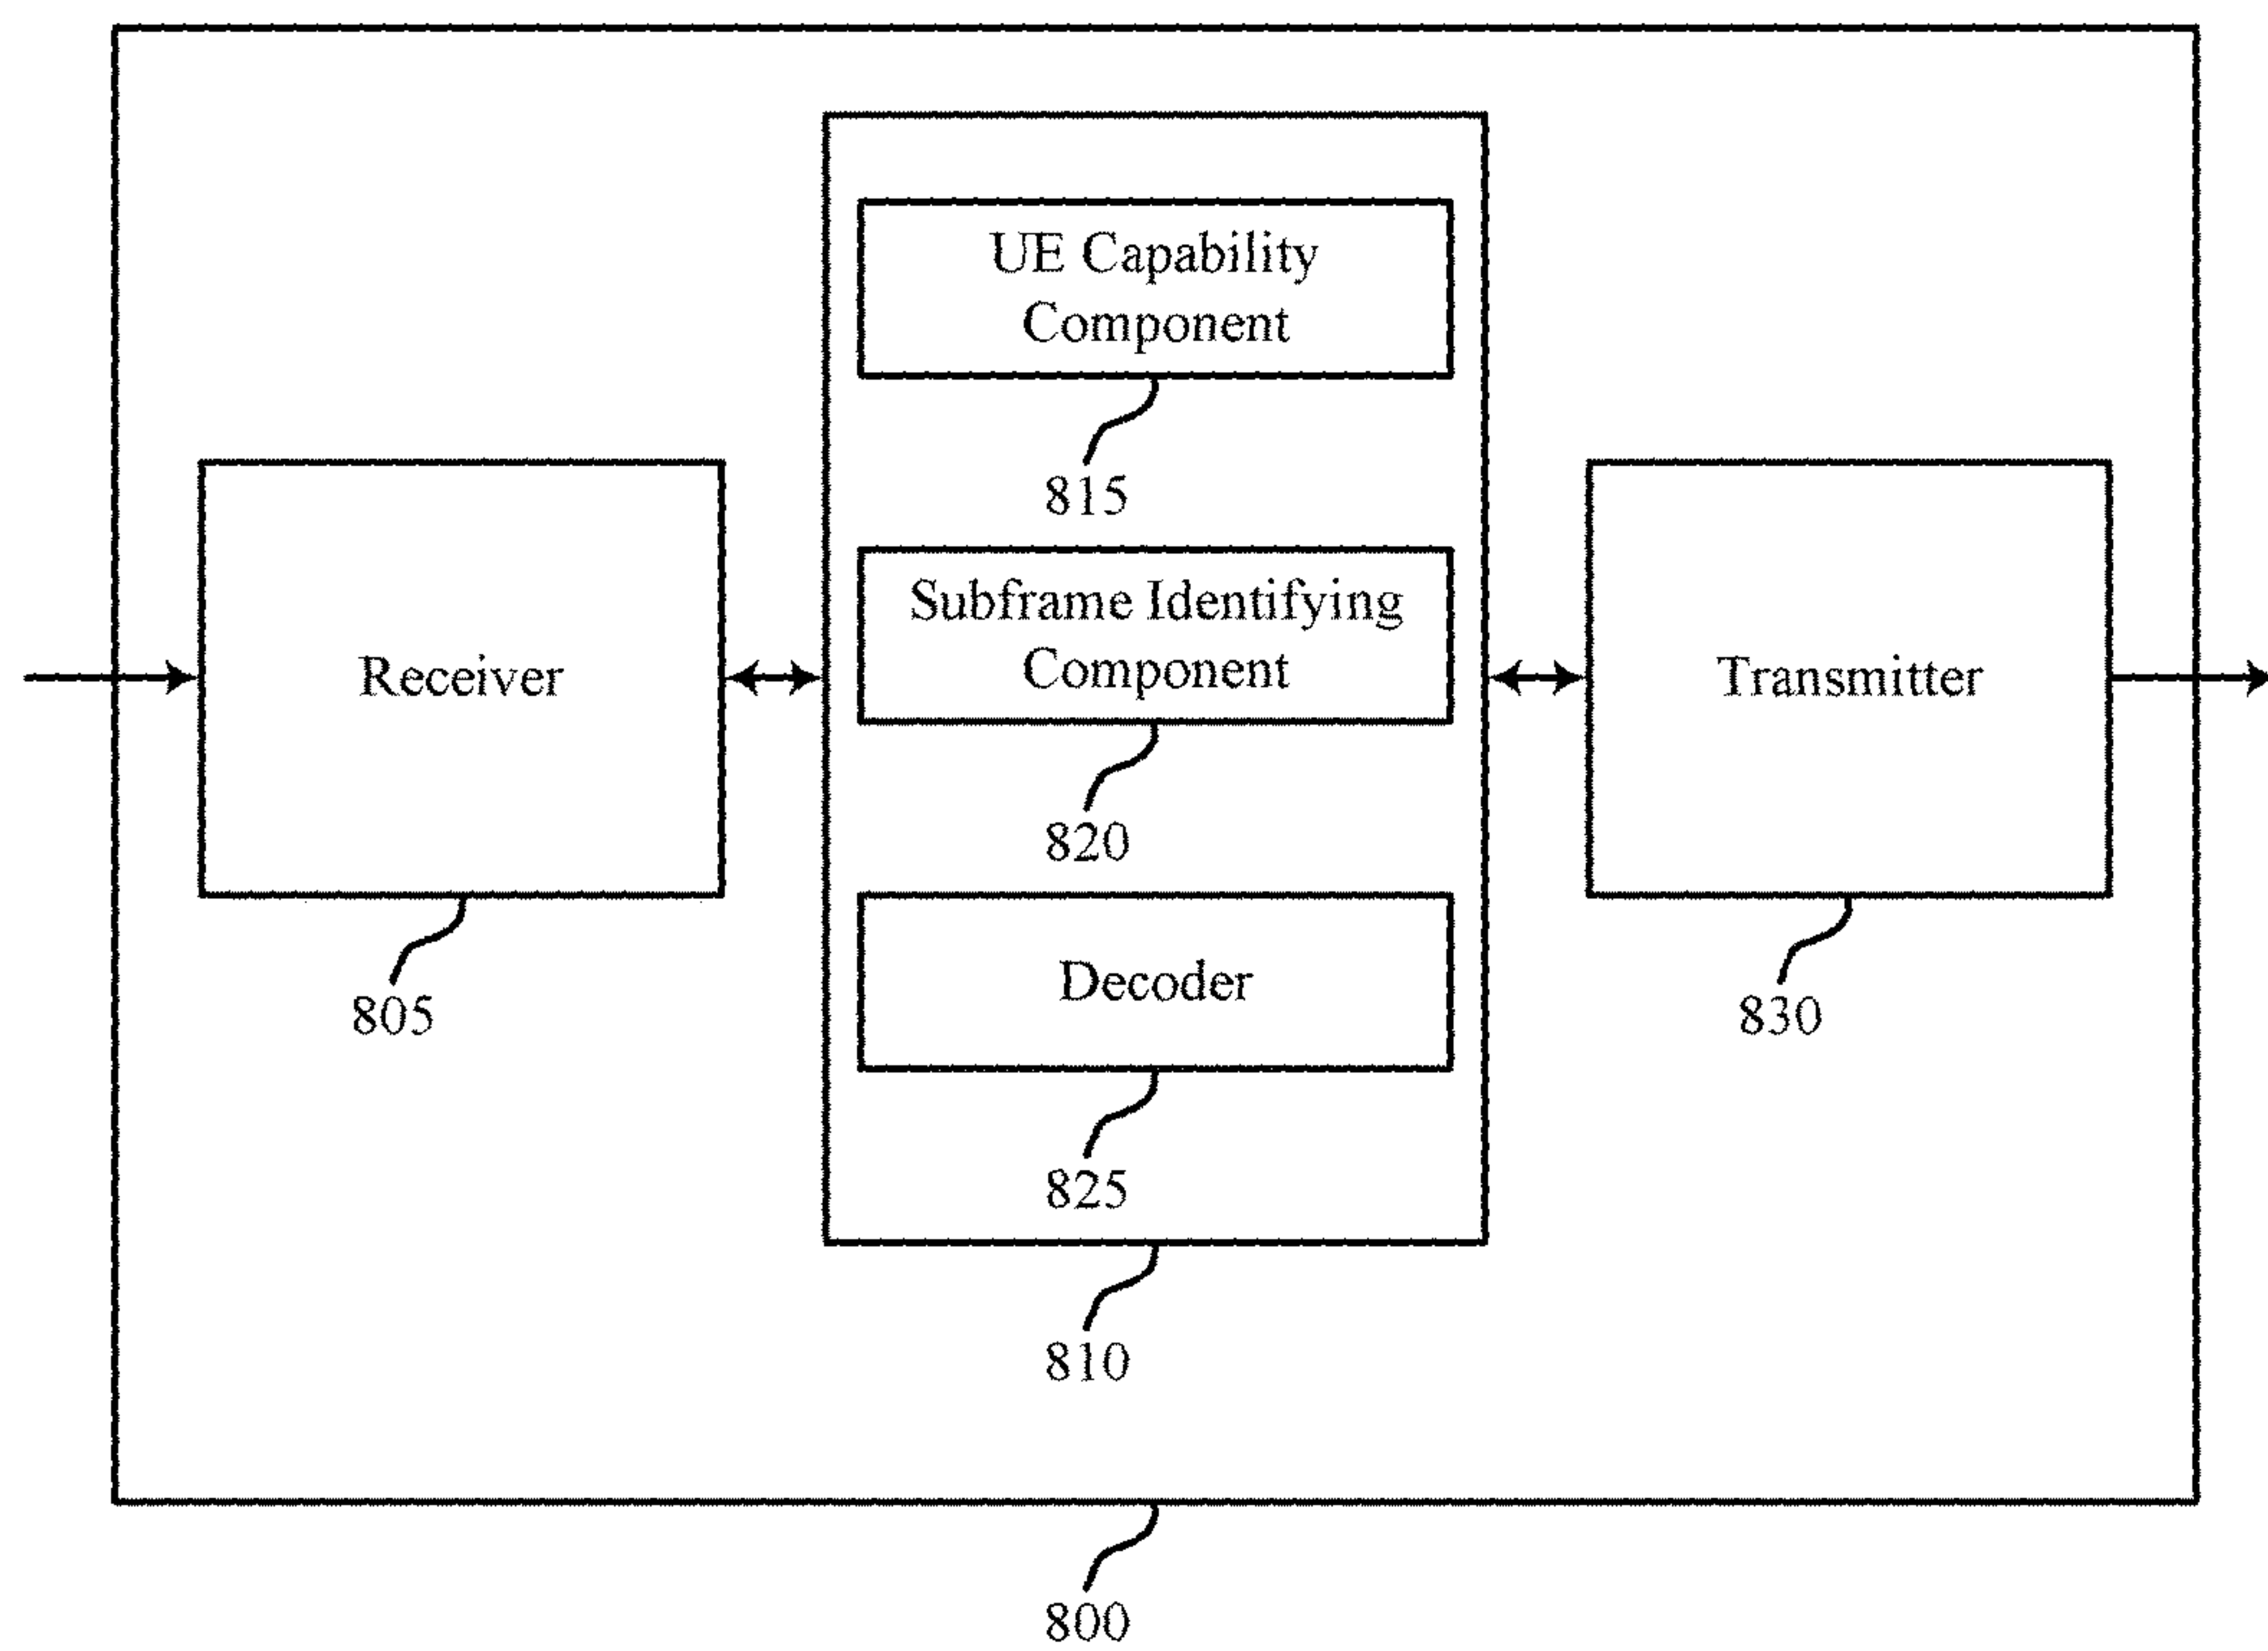 UE Capability
Component
815
Receiver
805
Subframe Identifying
Component
820
Decoder
825
810
Transmitter
830
800